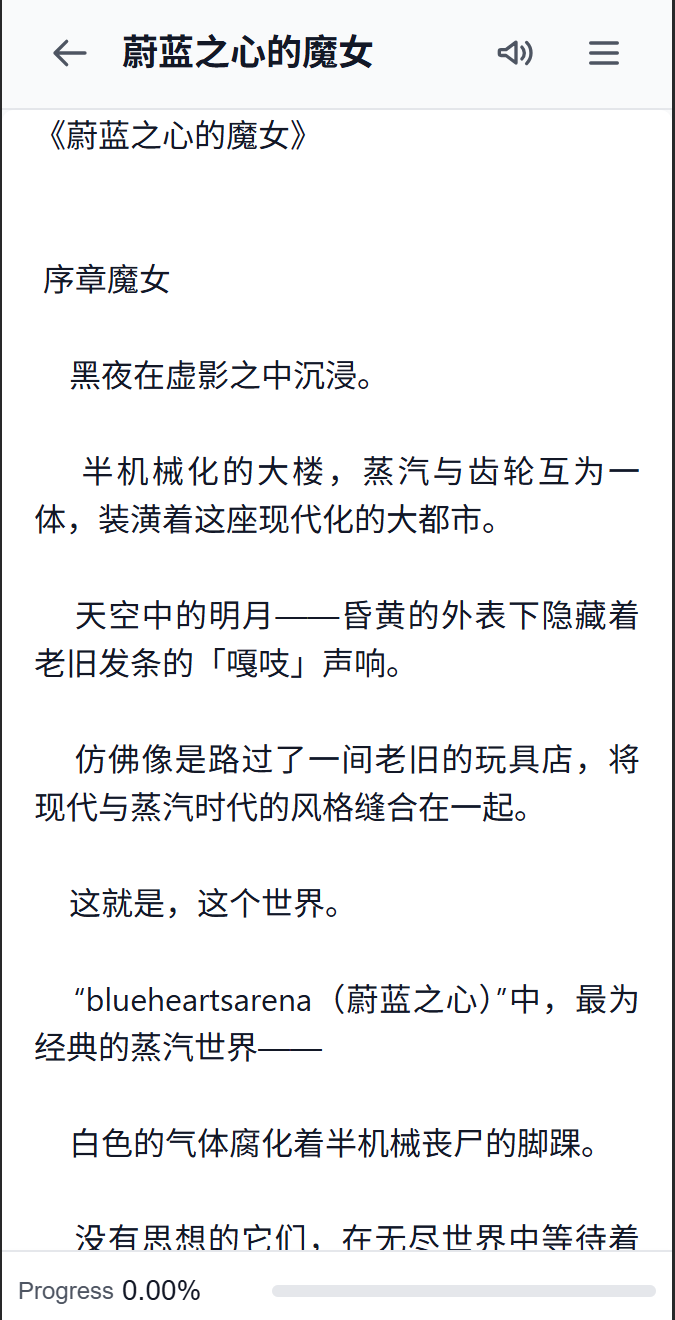 蔚蓝之心的魔女
《蔚蓝之心的魔女》
序章魔女
黑夜在虚影之中沉浸。
半机械化的大楼，蒸汽与齿轮互为一
体，装潢着这座现代化的大都市。
天空中的明月——昏黄的外表下隐藏着
老旧发条的「嘎吱」声响。
仿佛像是路过了一间老旧的玩具店，将
现代与蒸汽时代的风格缝合在一起。
这就是，这个世界。
“blueheartsarena（蔚蓝之心）”中，最为
经典的蒸汽世界——
白色的气体腐化着半机械丧尸的脚踝。
没有思想的它们，在无尽世界中等待着
Progress 0.00%